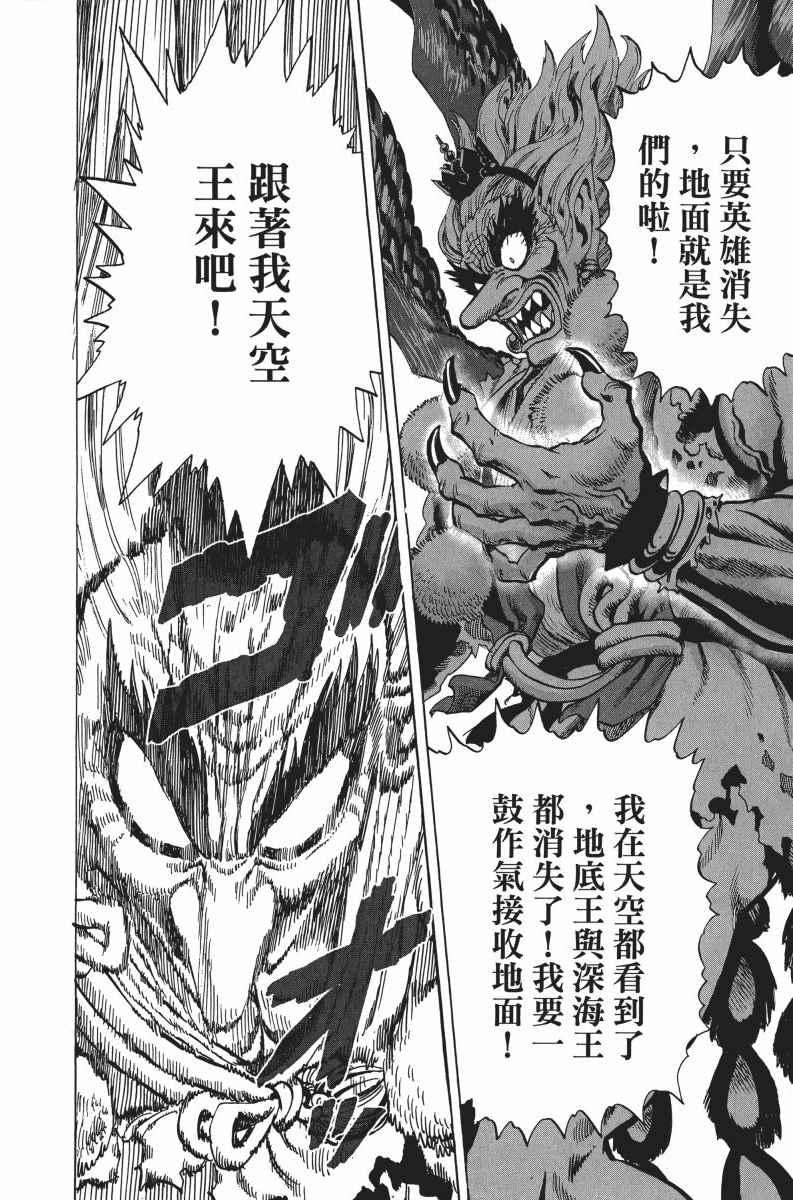 只要英雄消失
，地面就是我
們的啦！
我在天空都看到了
，地底王與深海王
都消失了！我要一
鼓作氣接收地面！
跟著我天空
王來吧！
ゴオッ